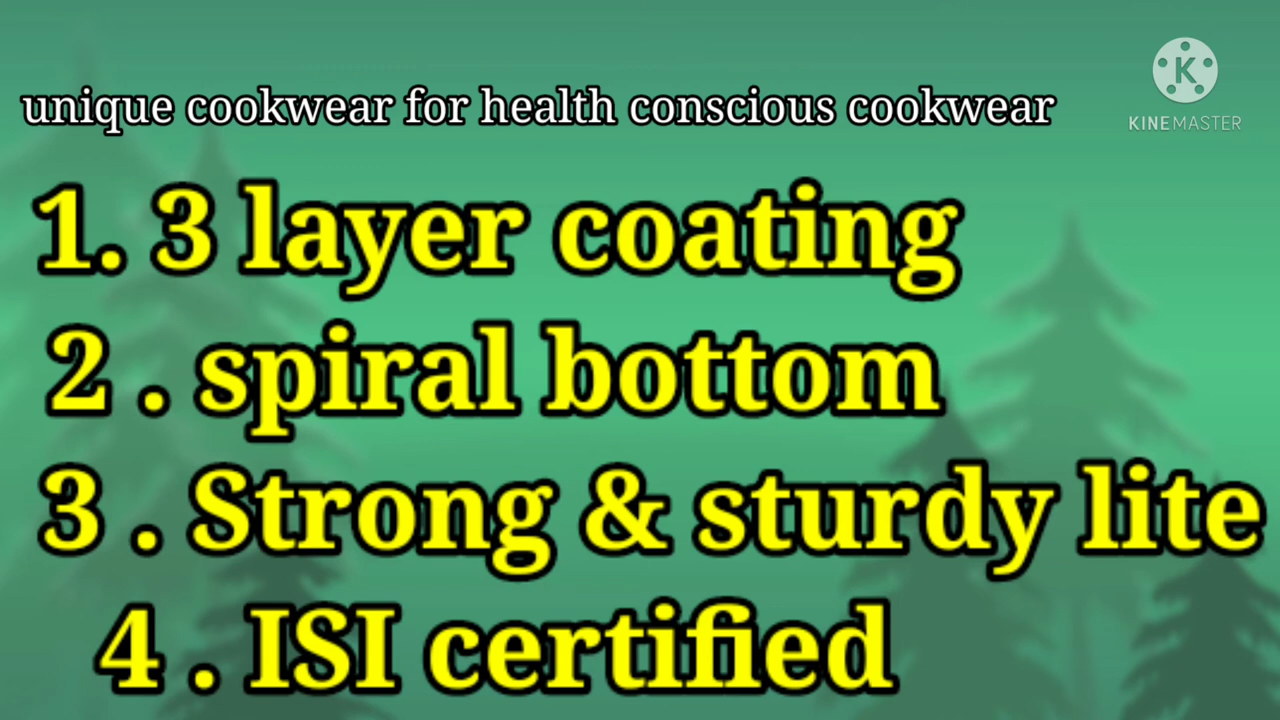 unique cookwear for health conscious cookwear
K
KINEMASTER
1. 3 layer coating
2 . spiral bottom
3 . Strong & sturdy lite
4 . ISI certified